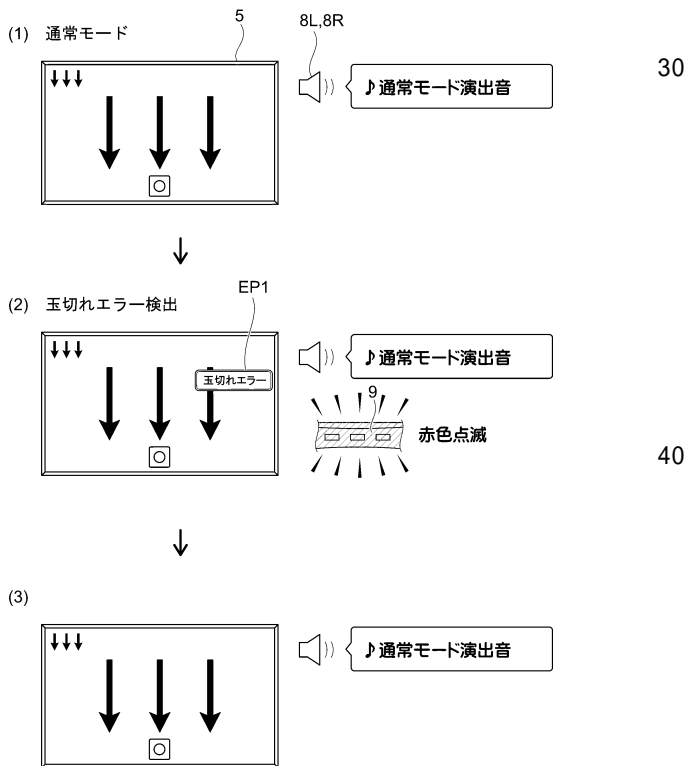 5
8L,8R
(1) 通常モード
♪通常モード演出音
30
EP1
(2) 玉切れエラー検出
♪通常モード演出音
玉切れエラー
9
赤色点滅
40
(3)
♪通常モード演出音